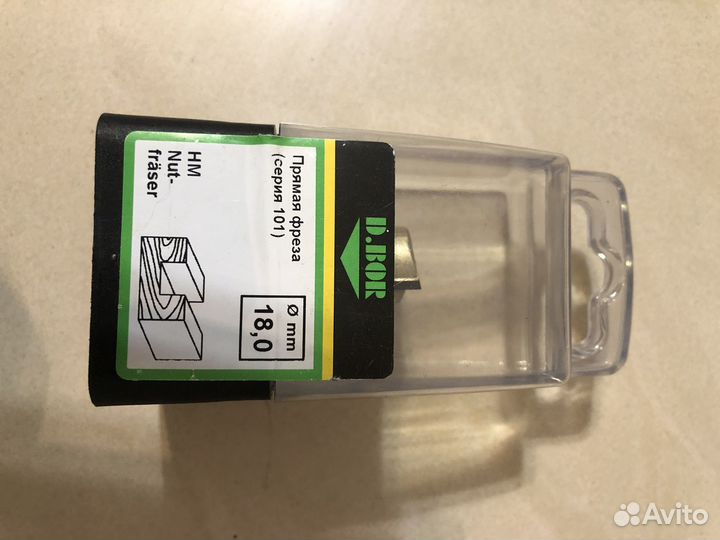 D.BOR
Прямая фреза
(серия 101)
HM
Nut-
fräser
Ø mm
18,0
Avito